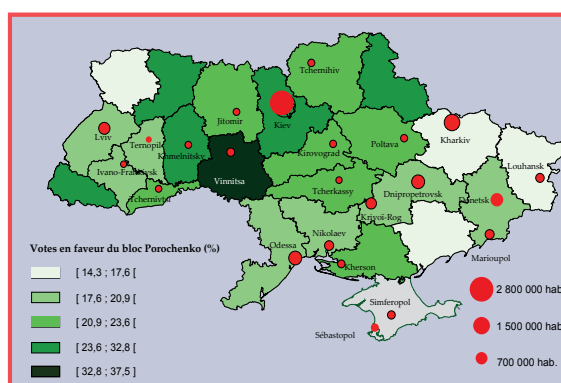 Tchernihiv
Lviv
Ternopil
Jitomir
Kiev
Kharkiv
Khmelnitsky
Kirovograd
Poltava
Ivano-Frankivsk
Louhansk
Vinnitsa
Tchernivtsi
Tcherkassy
Dnipropetrovsk
Donetsk
Krivoï-Rog
Votes en faveur du bloc Porochenko (%)
Odessa
Nikolaev
Marioupol
Kherson
[ 14,3 ; 17,6 [
[ 17,6 ; 20,9 [
[ 20,9 ; 23,6 [
[ 23,6 ; 32,8 [
[ 32,8 ; 37,5 ]
Simferopol
Sébastopol
2 800 000 hab.
1 500 000 hab.
700 000 hab.